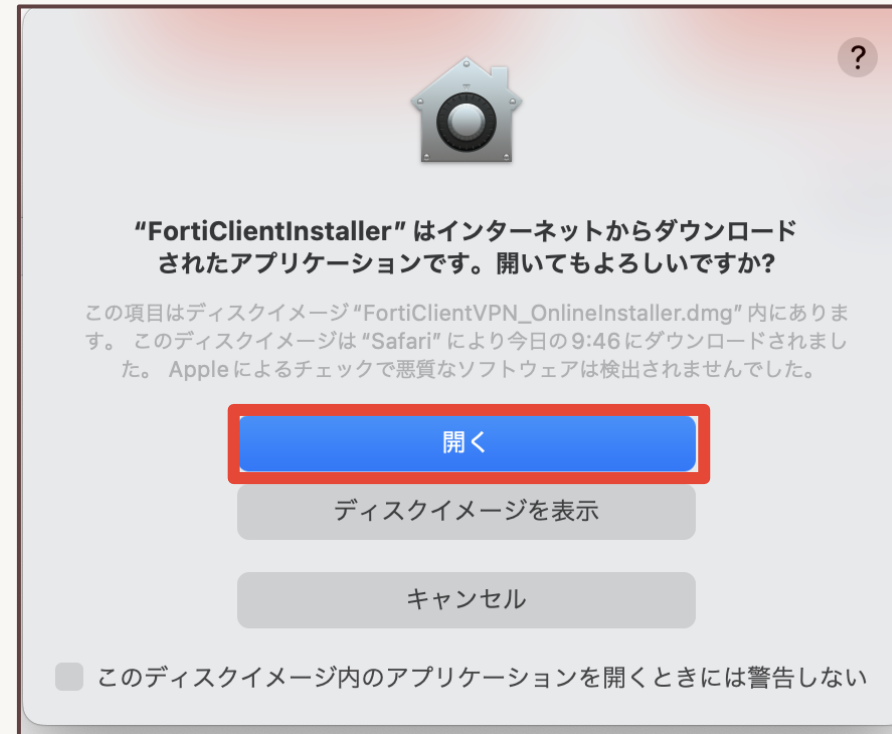 ?
“FortiClientInstaller”はインターネットからダウンロード
されたアプリケーションです。開いてもよろしいですか?
この項目はディスクイメージ“FortiClientVPN_OnlineInstaller.dmg”内にありま
す。 このディスクイメージは“Safari”により今日の9:46にダウンロードされまし
た。 Appleによるチェックで悪質なソフトウェアは検出されませんでした。
開く
ディスクイメージを表示
キャンセル
このディスクイメージ内のアプリケーションを開くときには警告しない